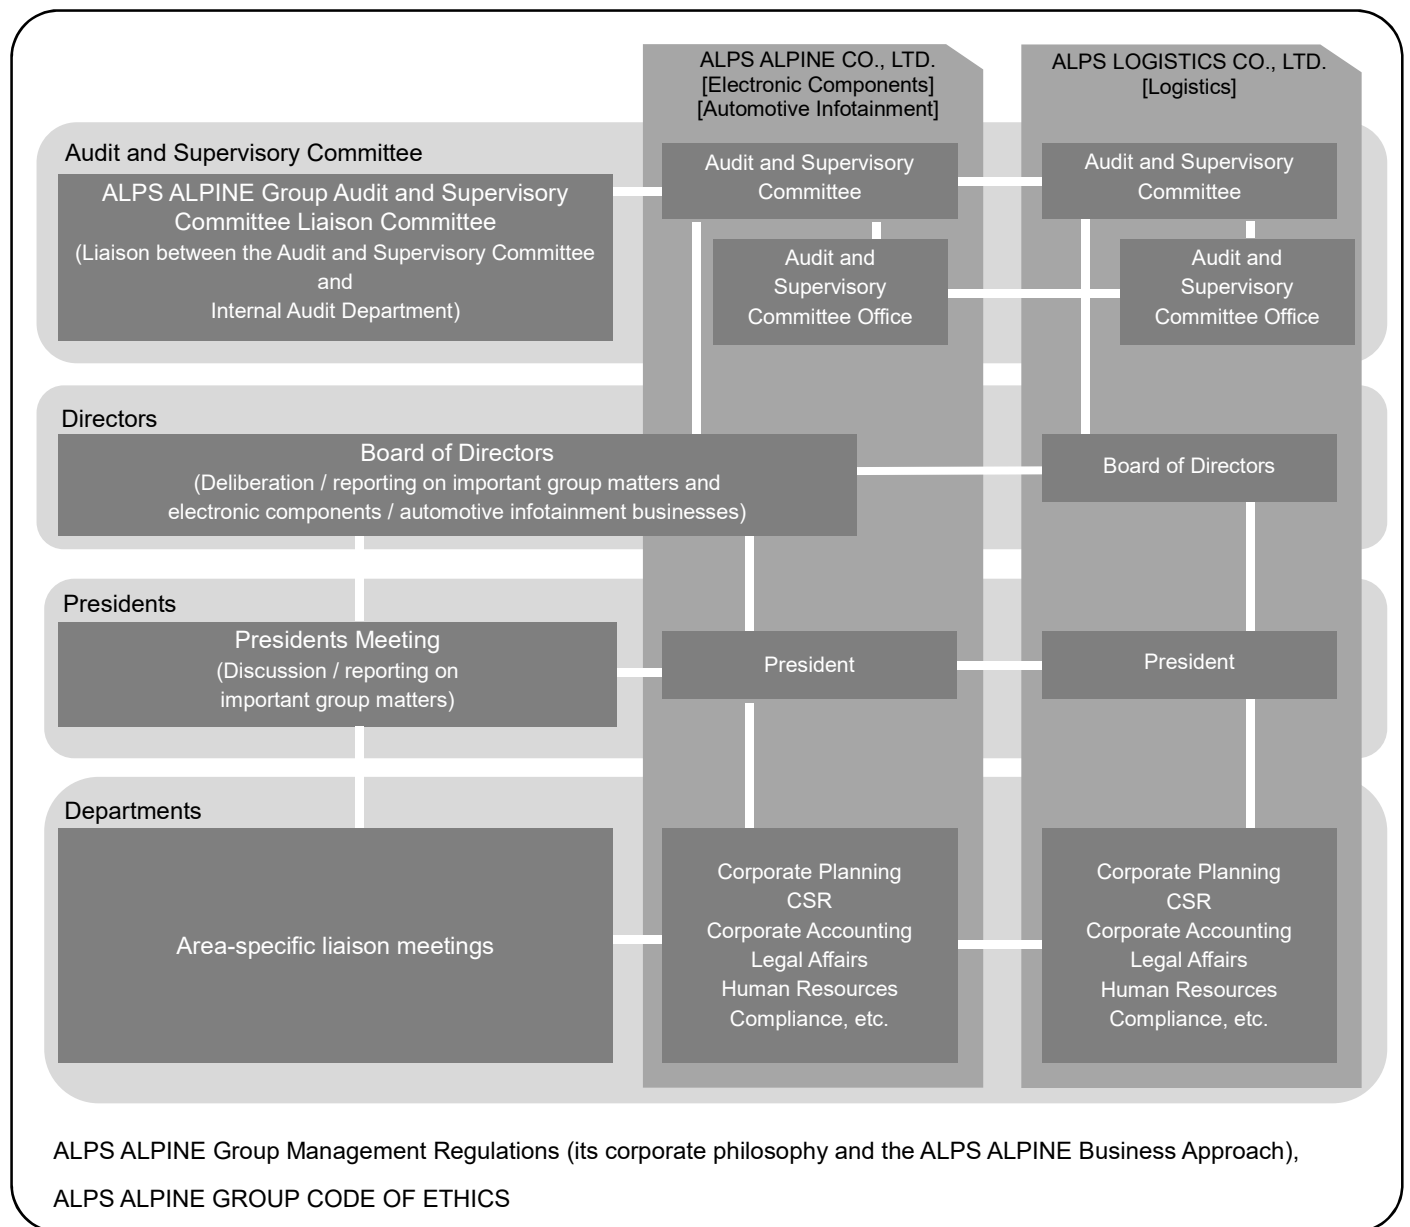 ALPS ALPINE CO., LTD.
[Electronic Components]
[Automotive Infotainment]
ALPS LOGISTICS CO., LTD.
[Logistics]
Audit and Supervisory Committee
ALPS ALPINE Group Audit and Supervisory
Committee Liaison Committee
(Liaison between the Audit and Supervisory Committee
and
Internal Audit Department)
Audit and Supervisory
Committee
Audit and Supervisory
Committee
Audit and
Supervisory
Committee Office
Audit and
Supervisory
Committee Office
Directors
Board of Directors
(Deliberation / reporting on important group matters and
electronic components / automotive infotainment businesses)
Board of Directors
Presidents
Presidents Meeting
(Discussion / reporting on
important group matters)
President
President
Departments
Area-specific liaison meetings
Corporate Planning
CSR
Corporate Accounting
Legal Affairs
Human Resources
Compliance, etc.
Corporate Planning
CSR
Corporate Accounting
Legal Affairs
Human Resources
Compliance, etc.
ALPS ALPINE Group Management Regulations (its corporate philosophy and the ALPS ALPINE Business Approach),
ALPS ALPINE GROUP CODE OF ETHICS